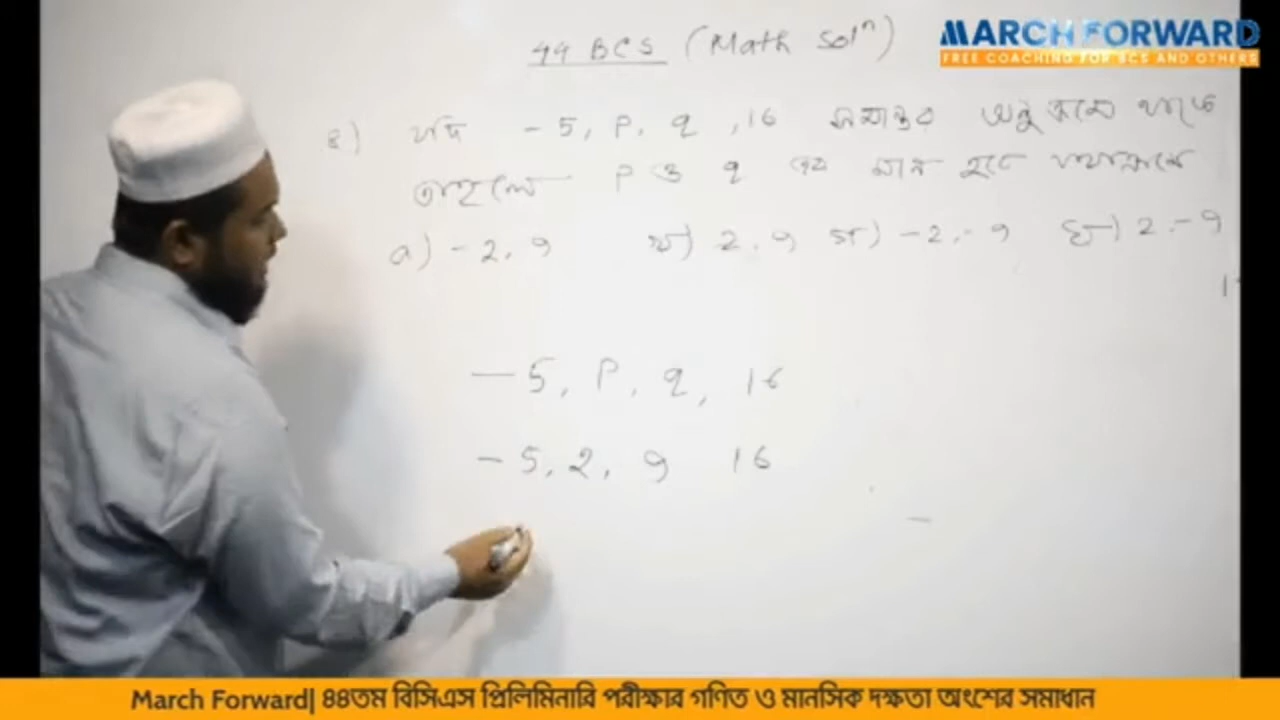 44 BCS (Math Solⁿ)
MARCH FORWARD
FREE COACHING FOR BCS AND OTHERS
৪) যদি -5, P, q, 16 সমান্তর অনুক্রমে থাকে
তাহলে P ও q এর মান হবে যথাক্রমে
a) -2, 9 খ) 2, 9 গ) -2, -9 ঘ) 2, -9
-5, P, q, 16
-5, 2, 9 16
March Forward| ৪৪তম বিসিএস প্রিলিমিনারি পরীক্ষার গণিত ও মানসিক দক্ষতা অংশের সমাধান